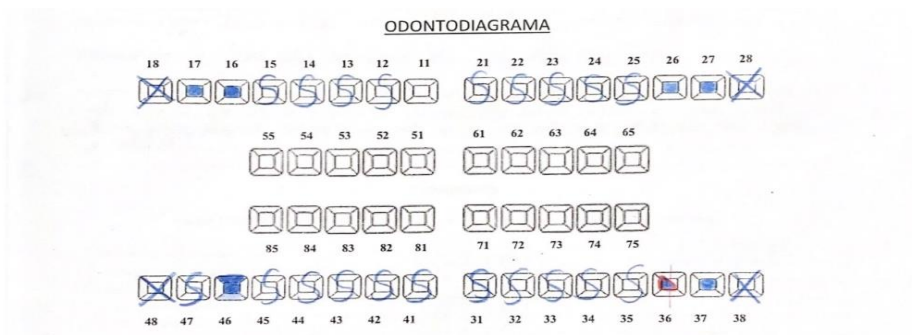 ODONTODIAGRAMA
18 17 16 15 14 13 12 11 21 22 23 24 25 26 27 28
S S S S S S S S S
55 54 53 52 51 61 62 63 64 65
85 84 83 82 81 71 72 73 74 75
S S S S S S S S S S S
48 47 46 45 44 43 42 41 31 32 33 34 35 36 37 38